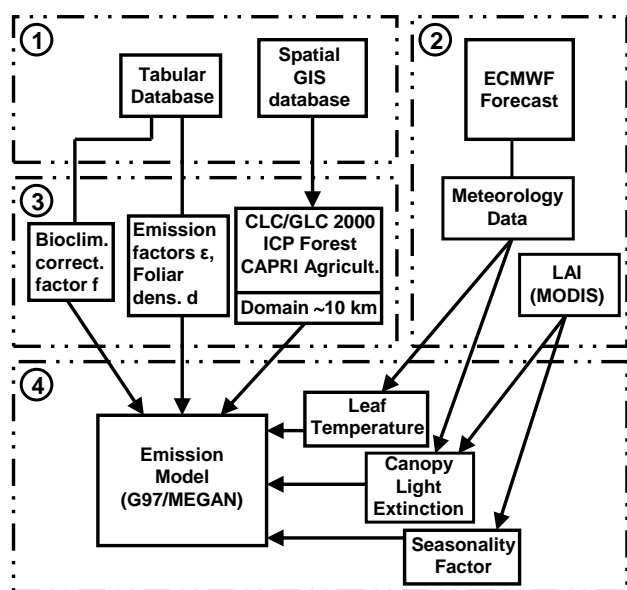 1
Tabular
Database
Spatial
GIS
database
2
ECMWF
Forecast
Meteorology
Data
LAI
(MODIS)
3
Bioclim.
correct.
factor f
Emission
factors ε,
Foliar
dens. d
CLC/GLC 2000
ICP Forest
CAPRI Agricult.
Domain ~10 km
4
Emission
Model
(G97/MEGAN)
Leaf
Temperature
Canopy
Light
Extinction
Seasonality
Factor